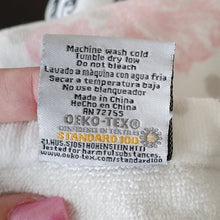 Machine wash cold
Tumble dry low
Do not bleach
Lavado a máquina con agua fria
Secar a temperatura baja
No use blanqueador
Made in China
HeCho en China
AN 72755
OEKO-TEX®
CONFIDENCE IN TEXTILES
STANDARD 100
Tested for harmful substances.
www.oeko-tex.com/standard100